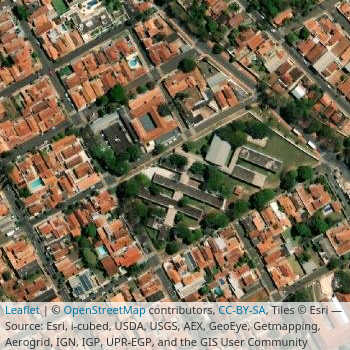 Leaflet | © OpenStreetMap contributors, CC-BY-SA, Tiles © Esri —
Source: Esri, i-cubed, USDA, USGS, AEX, GeoEye, Getmapping,
Aerogrid, IGN, IGP, UPR-EGP, and the GIS User Community